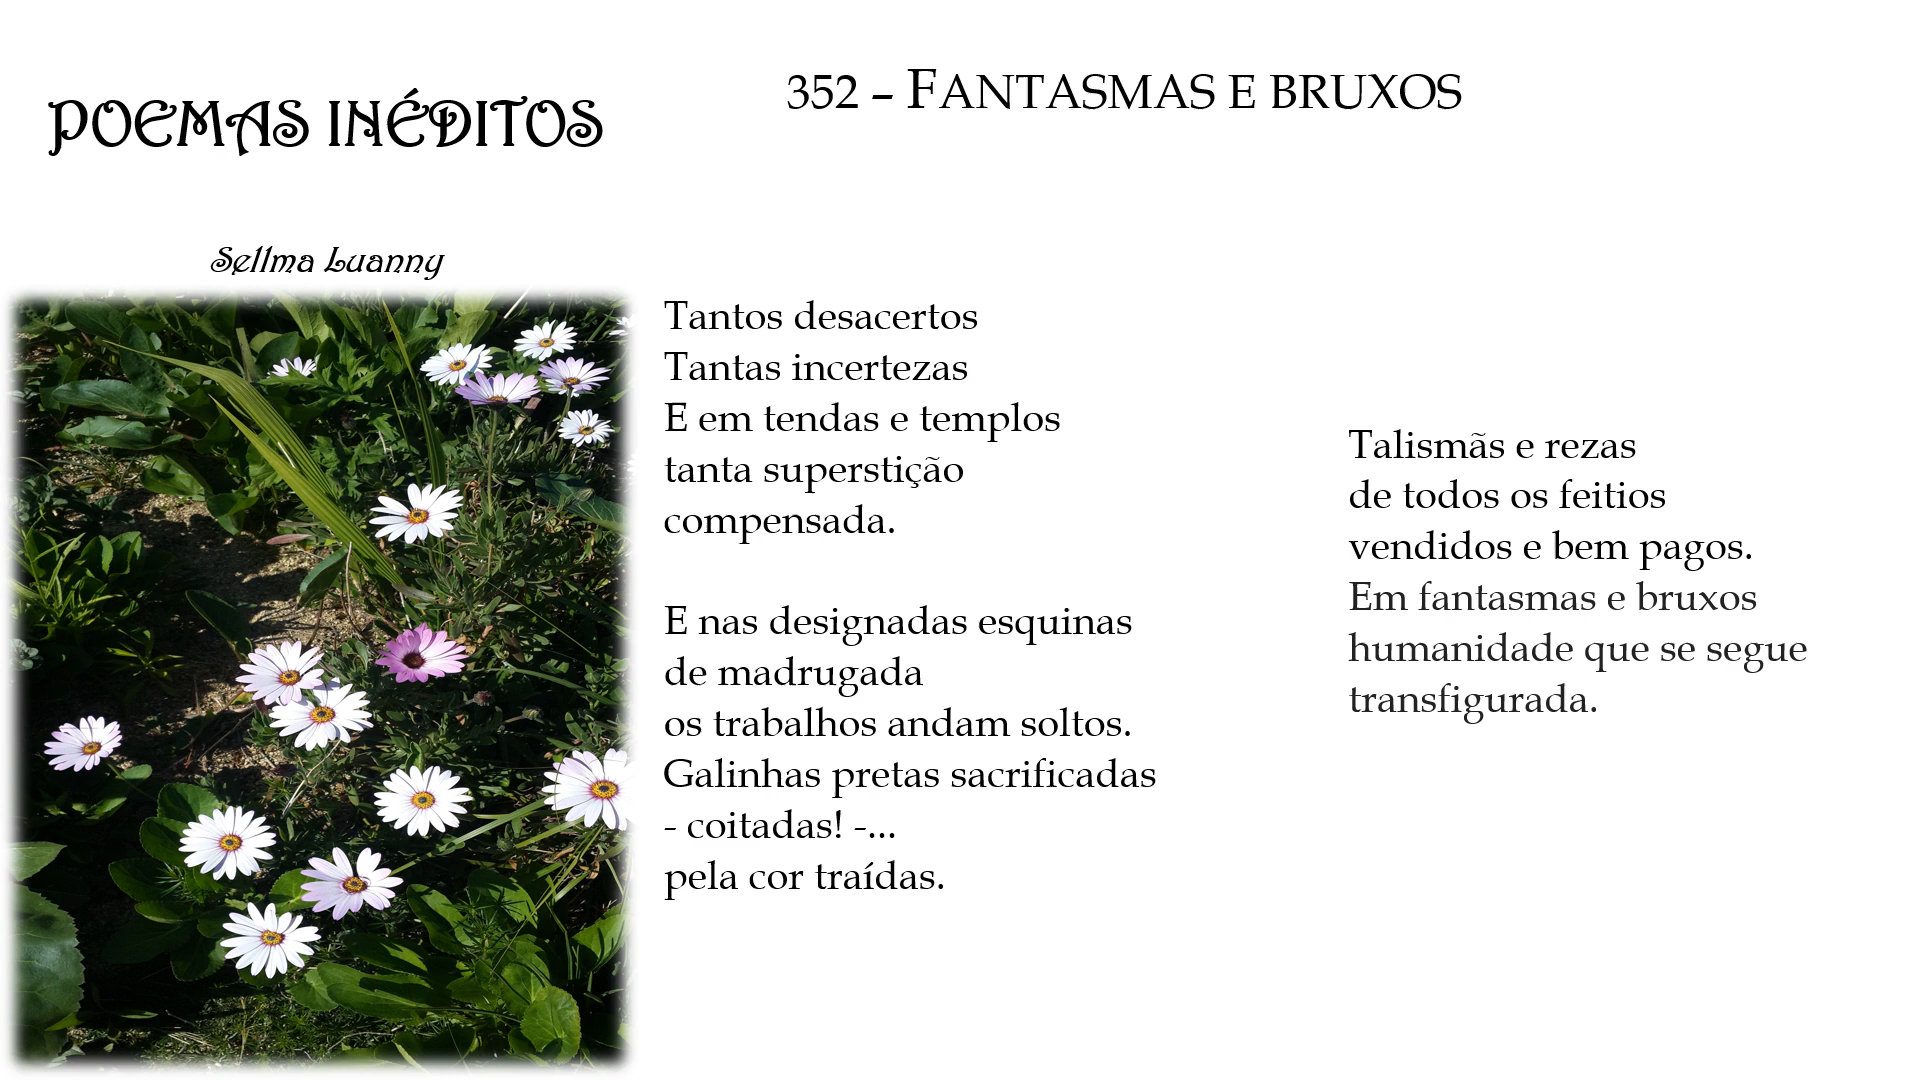 POEMAS INÉDITOS
Sellma Luanny
352 – FANTASMAS E BRUXOS
Tantos desacertos
Tantas incertezas
E em tendas e templos
tanta superstição
compensada.
E nas designadas esquinas
de madrugada
os trabalhos andam soltos.
Galinhas pretas sacrificadas
- coitadas! -...
pela cor traídas.
Talismãs e rezas
de todos os feitios
vendidos e bem pagos.
Em fantasmas e bruxos
humanidade que se segue
transfigurada.